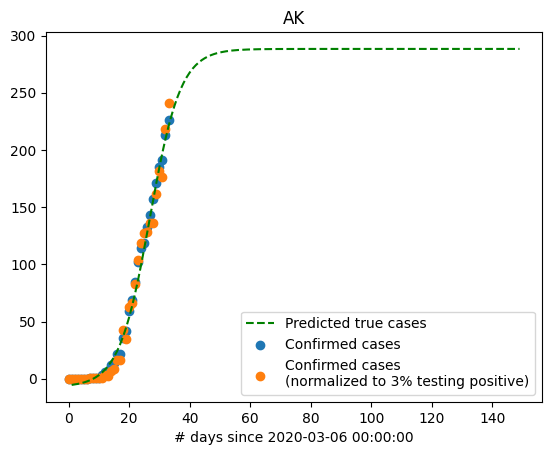 AK
300
250
200
150
100
50
0
Predicted true cases
Confirmed cases
Confirmed cases
(normalized to 3% testing positive)
0 20 40 60 80 100 120 140
# days since 2020-03-06 00:00:00